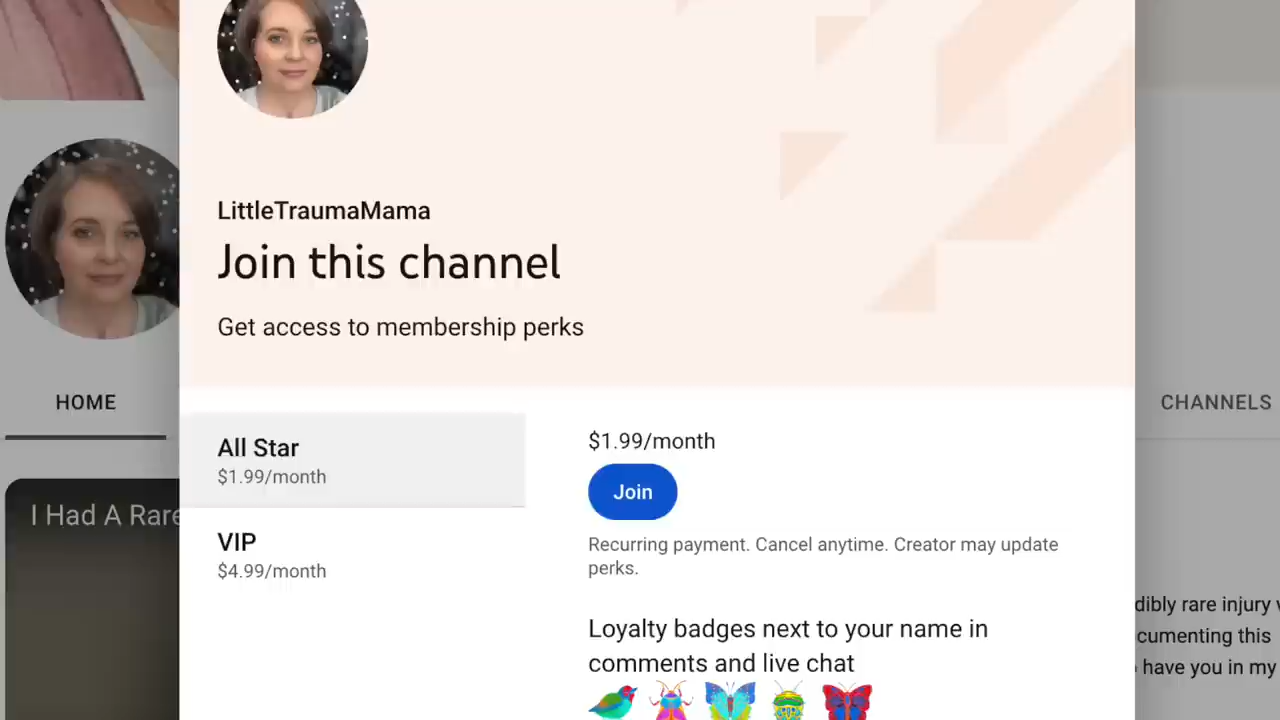 LittleTraumaMama
Join this channel
Get access to membership perks
HOME
CHANNELS
All Star
$1.99/month
VIP
$4.99/month
$1.99/month
Join
Recurring payment. Cancel anytime. Creator may update
perks.
Loyalty badges next to your name in
comments and live chat
I Had A Rare
rare injury
this
have you in my